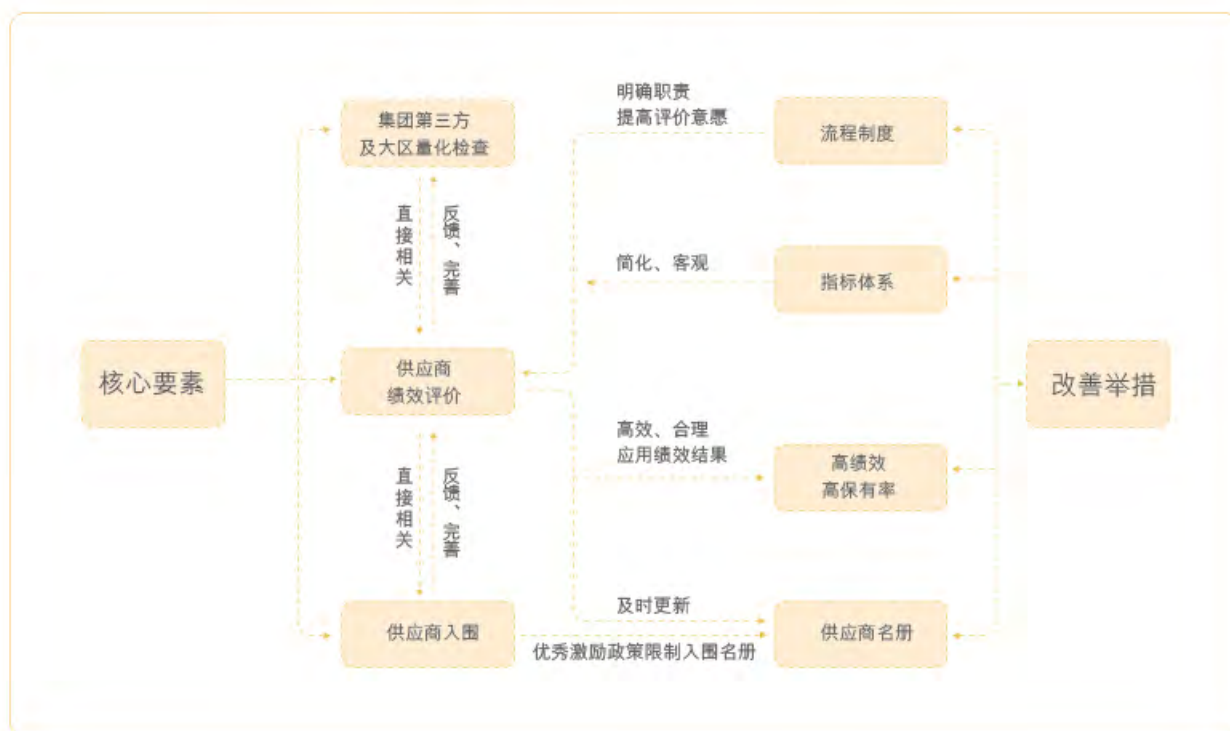 明确职责
提高评价意愿
集团第三方
及大区量化检查
流程制度
直接相关
反馈、完善
简化、客观
指标体系
核心要素
供应商
绩效评价
改善举措
高效、合理
应用绩效结果
高绩效
高保有率
直接相关
反馈、完善
及时更新
供应商入围
供应商名册
优秀激励政策限制入围名册